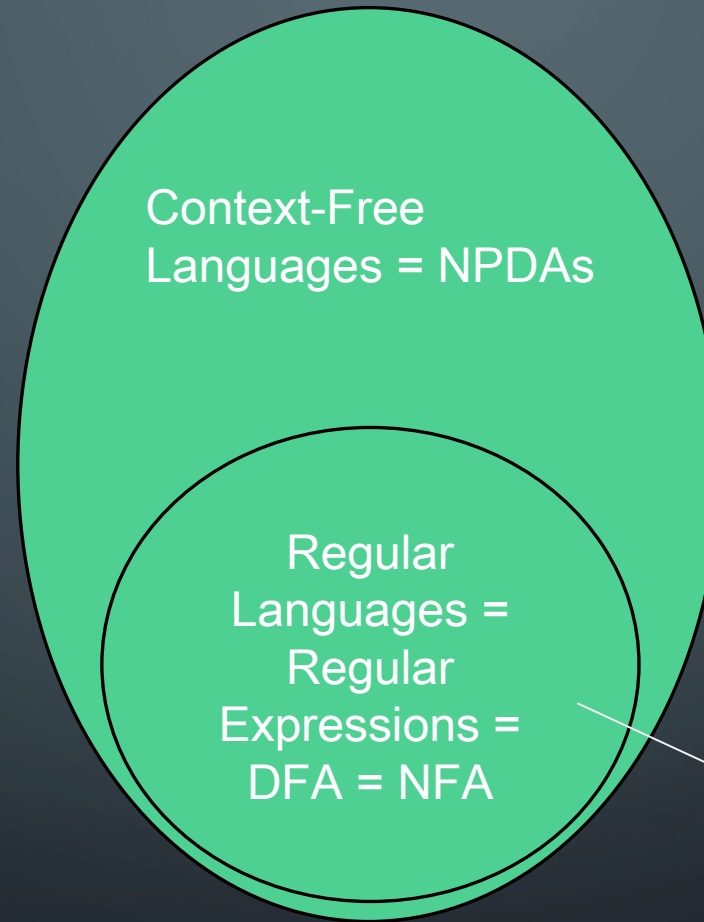 Context-Free
Languages = NPDAs
Regular
Languages =
Regular
Expressions =
DFA = NFA